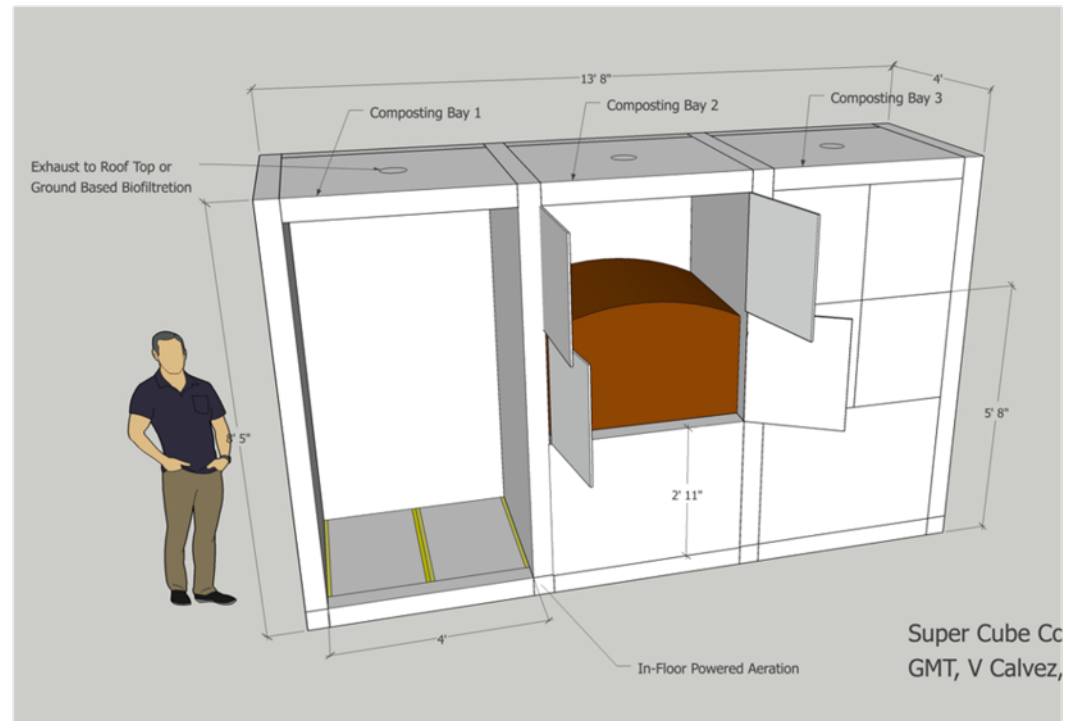 13' 8"
4'
Composting Bay 1
Composting Bay 2
Composting Bay 3
Exhaust to Roof Top or
Ground Based Biofiltretion
8' 5"
5' 8"
2' 11"
4'
In-Floor Powered Aeration
Super Cube
GMT, V Calvez,